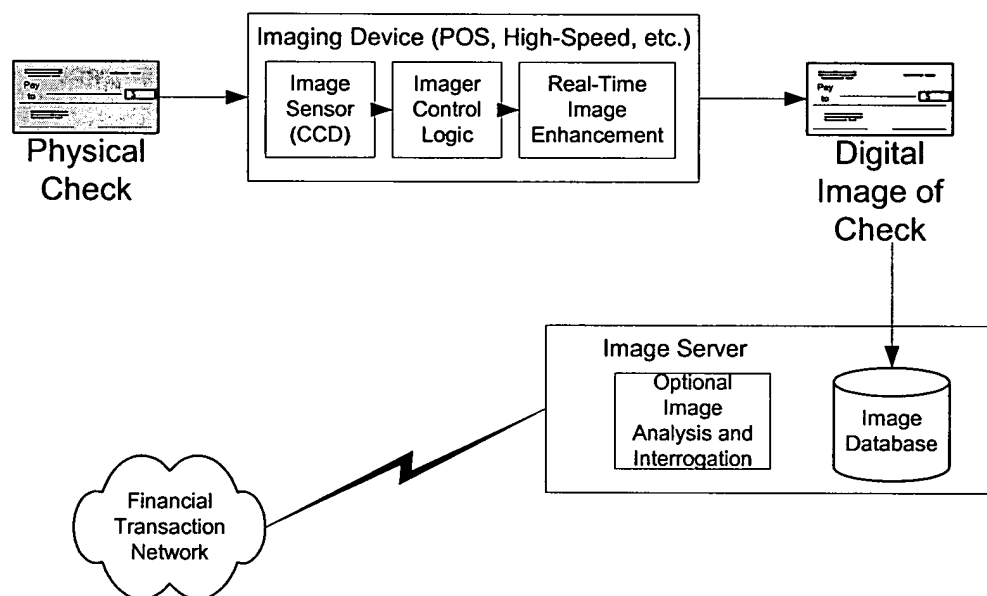 Imaging Device (POS, High-Speed, etc.)
Image
Sensor
(CCD)
Imager
Control
Logic
Real-Time
Image
Enhancement
Pay
to
$
Physical
Check
Pay
to
$
Digital
Image of
Check
Image Server
Optional
Image
Analysis and
Interrogation
Image
Database
Financial
Transaction
Network